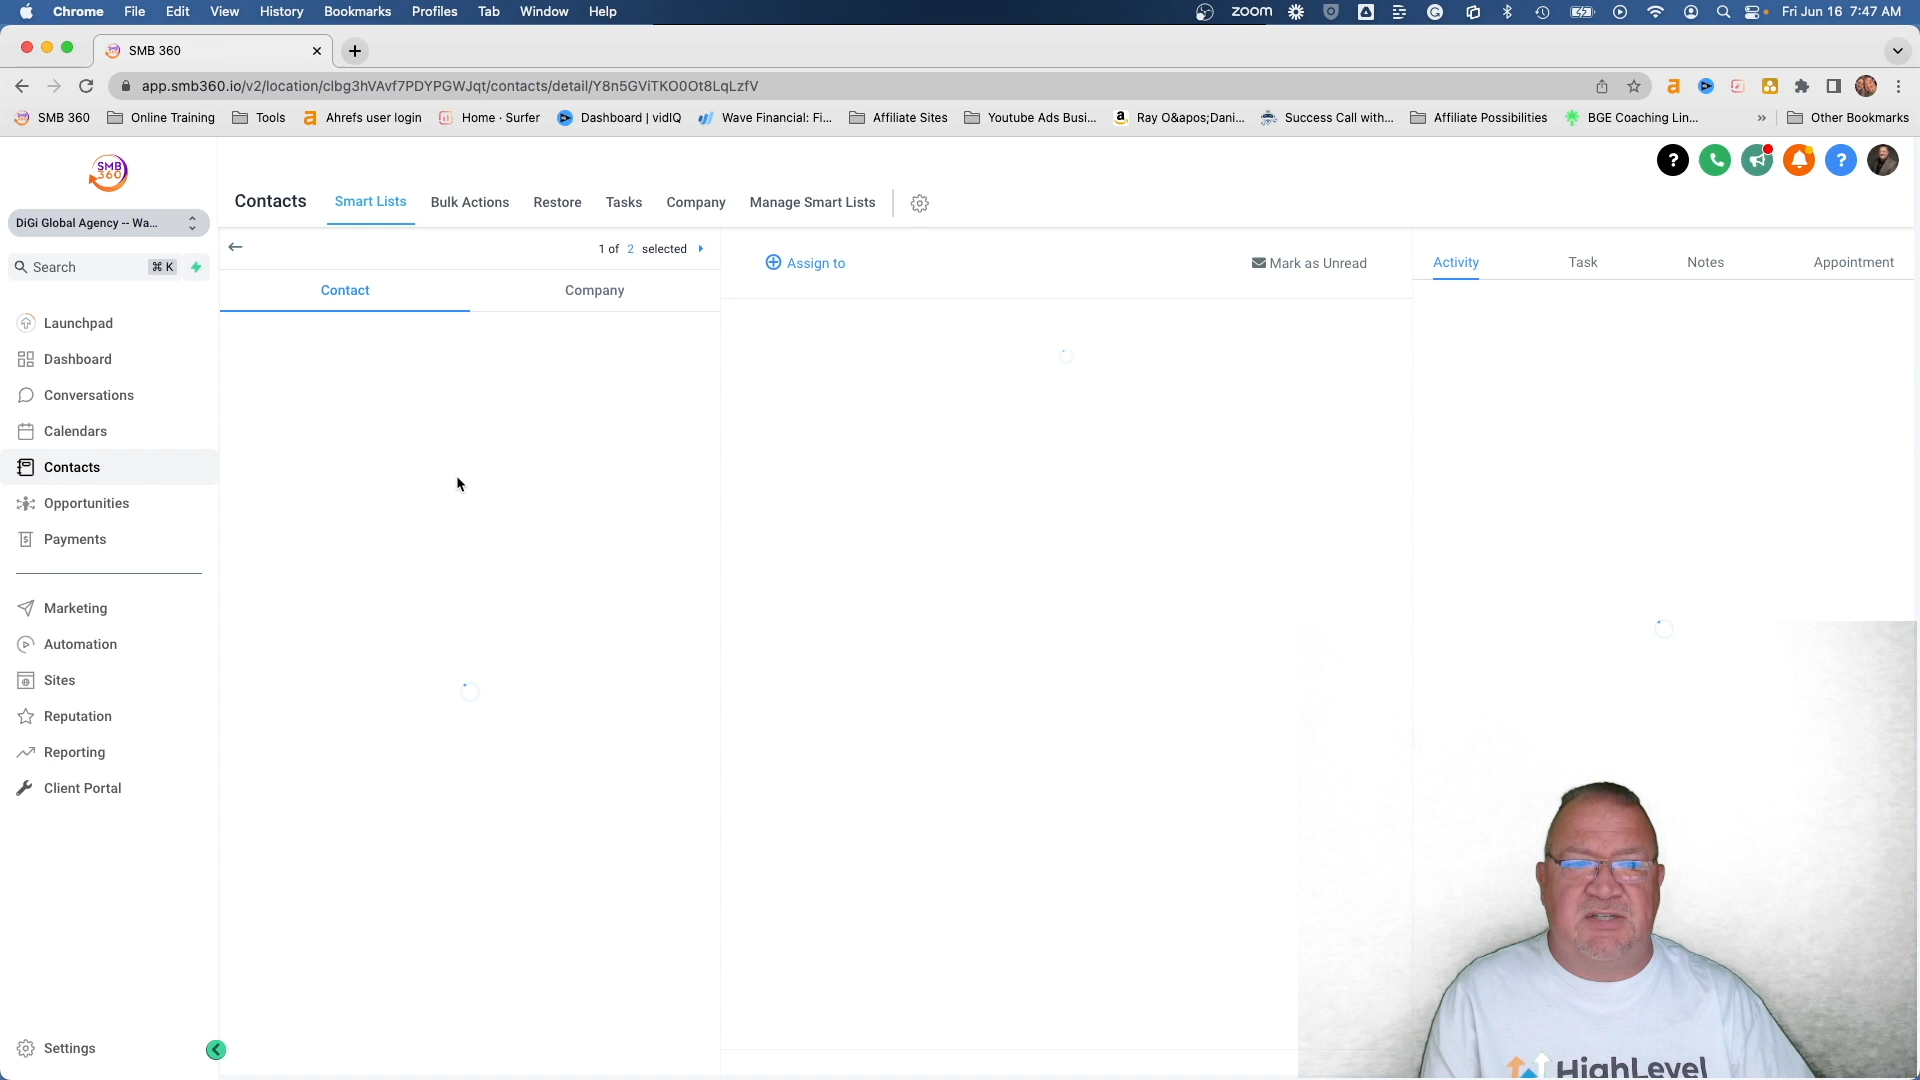 Chrome File Edit View History Bookmarks Profiles Tab Window Help zoom Fri Jun 16 7:47 AM
SMB 360
app.smb360.io/v2/location/clbg3hVAvf7PDYPGWJqt/contacts/detail/Y8n5GViTKO0Ot8LqLzfV
SMB 360 Online Training Tools Ahrefs user login Home · Surfer Dashboard | vidIQ Wave Financial: Fi... Affiliate Sites Youtube Ads Busi... Ray O&apos;Dani... Success Call with... Affiliate Possibilities BGE Coaching Lin... » Other Bookmarks
SMB
360
DiGi Global Agency -- Wa...
Search ⌘ K
Launchpad
Dashboard
Conversations
Calendars
Contacts
Opportunities
Payments
Marketing
Automation
Sites
Reputation
Reporting
Client Portal
Settings
Contacts Smart Lists Bulk Actions Restore Tasks Company Manage Smart Lists
1 of 2 selected
Contact Company
Assign to Mark as Unread
Activity Task Notes Appointment
HighLevel